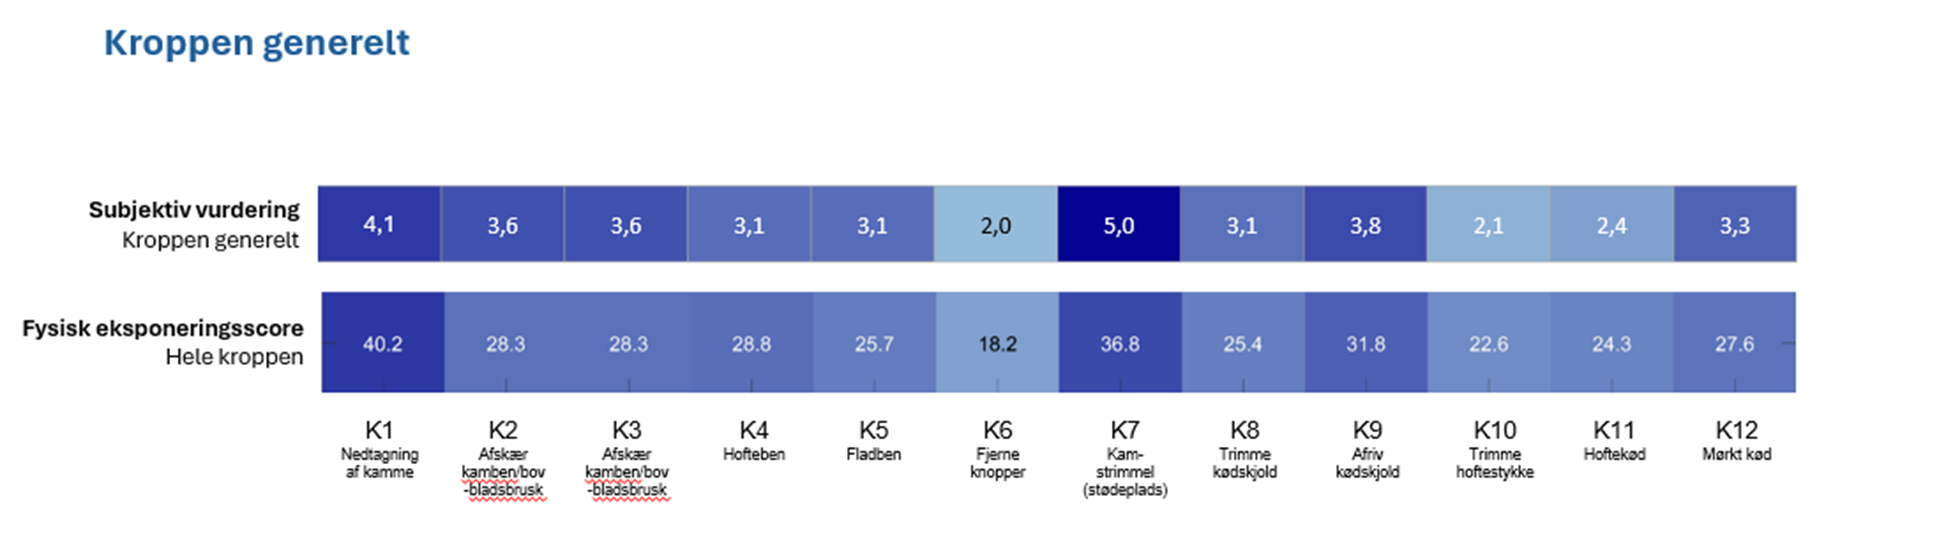 Kroppen generelt
Subjektiv vurdering
Kroppen generelt
4,1 3,6 3,6 3,1 3,1 2,0 5,0 3,1 3,8 2,1 2,4 3,3
Fysisk eksponeringsscore
Hele kroppen
40.2 28.3 28.3 28.8 25.7 18.2 36.8 25.4 31.8 22.6 24.3 27.6
K1
Nedtagning
af kamme
K2
Afskær
kamben/bov
-bladsbrusk
K3
Afskær
kamben/bov
-bladsbrusk
K4
Hofteben
K5
Fladben
K6
Fjerne
knopper
K7
Kam-
strimmel
(stødeplads)
K8
Trimme
kødskjold
K9
Afriv
kødskjold
K10
Trimme
hoftestykke
K11
Hoftekød
K12
Mørkt kød